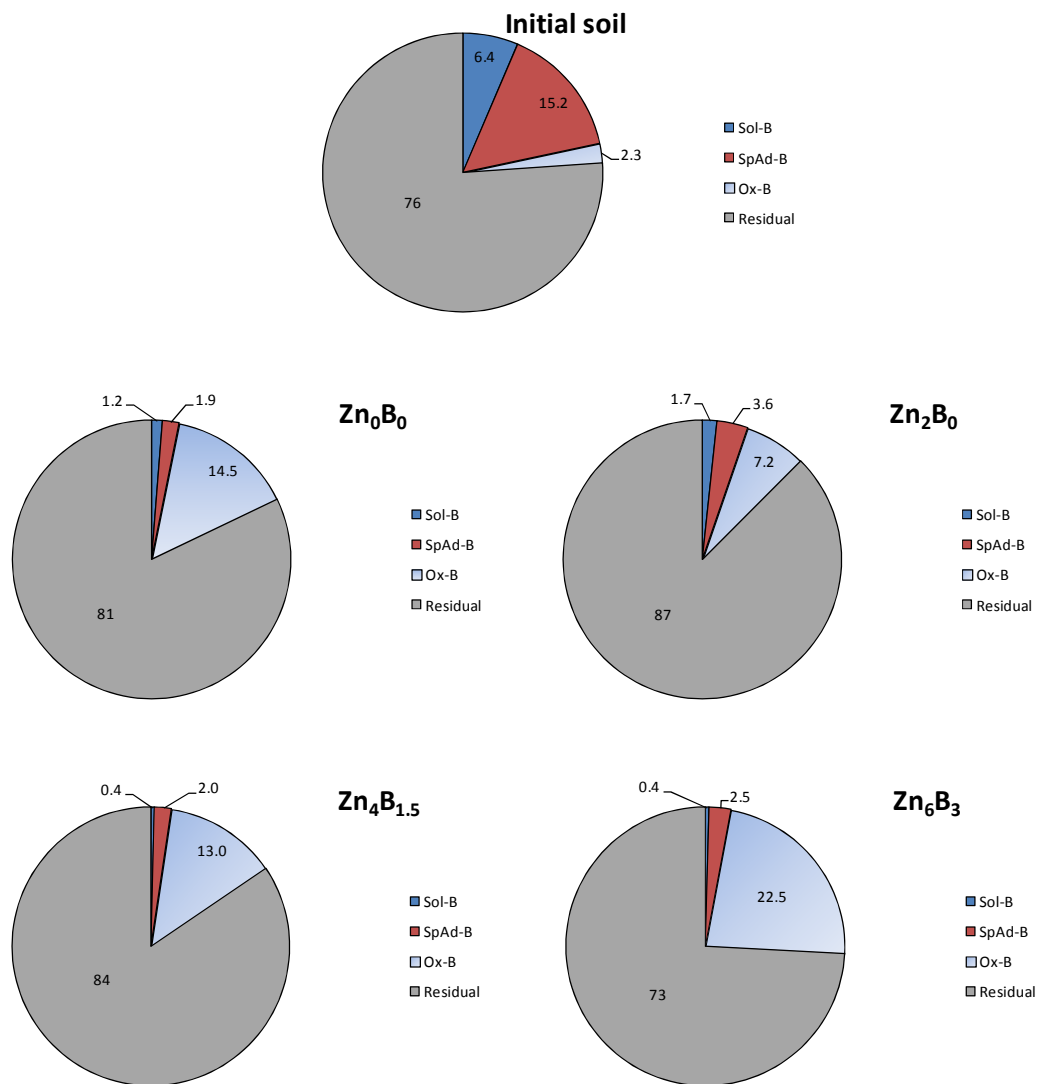 Initial soil
6.4
15.2
2.3
76
Sol-B
SpAd-B
Ox-B
Residual
Zn₀B₀
1.2
1.9
14.5
81
Sol-B
SpAd-B
Ox-B
Residual
Zn₂B₀
1.7
3.6
7.2
87
Sol-B
SpAd-B
Ox-B
Residual
Zn₄B₁.₅
0.4
2.0
13.0
84
Sol-B
SpAd-B
Ox-B
Residual
Zn₆B₃
0.4
2.5
22.5
73
Sol-B
SpAd-B
Ox-B
Residual